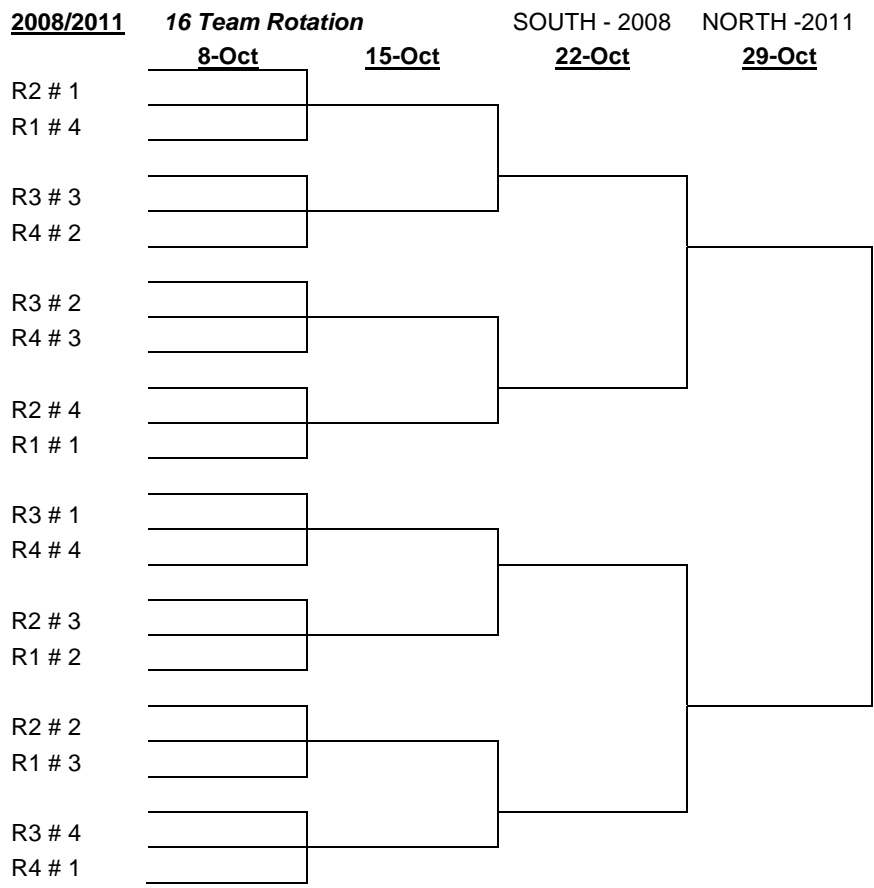 2008/2011 16 Team Rotation SOUTH - 2008 NORTH -2011
8-Oct 15-Oct 22-Oct 29-Oct
R2 # 1
R1 # 4
R3 # 3
R4 # 2
R3 # 2
R4 # 3
R2 # 4
R1 # 1
R3 # 1
R4 # 4
R2 # 3
R1 # 2
R2 # 2
R1 # 3
R3 # 4
R4 # 1